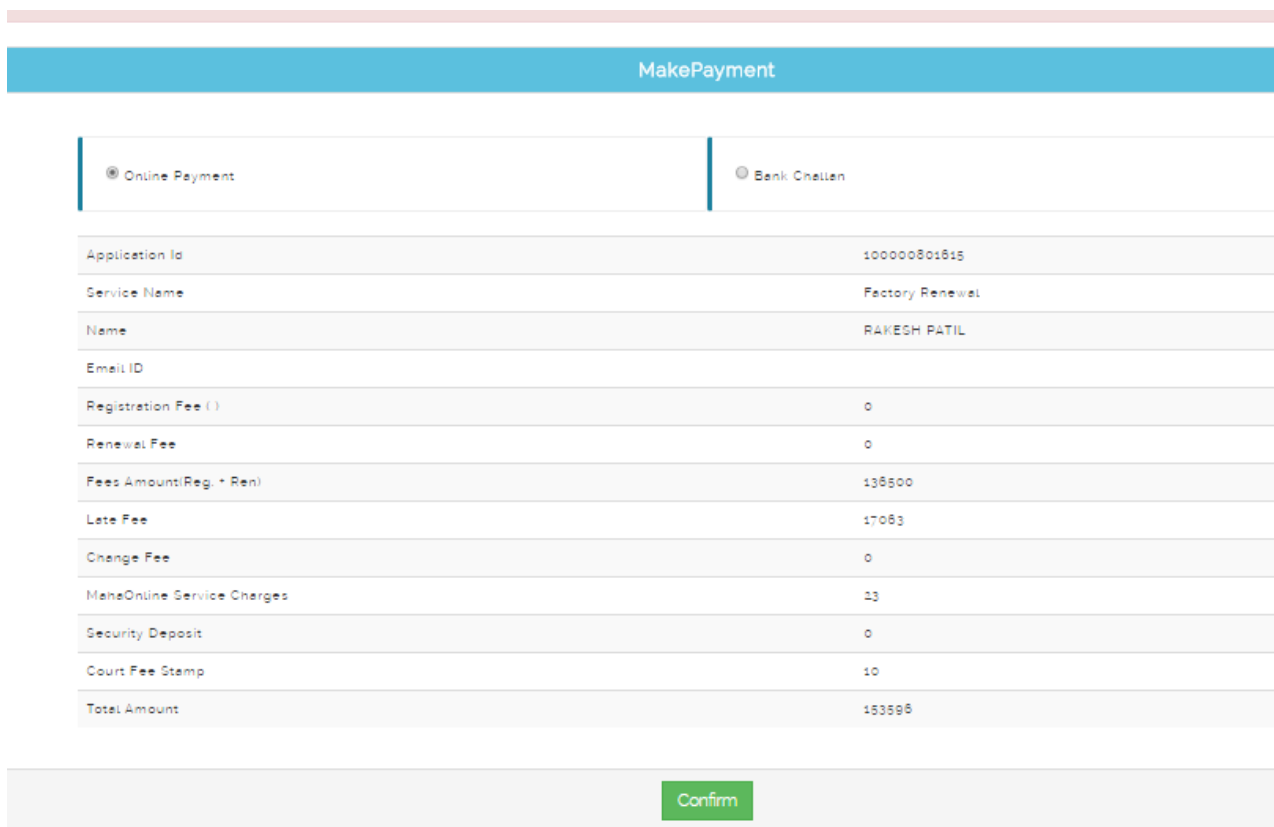 MakePayment
Online Payment Bank Challan
Application Id 100000801615
Service Name Factory Renewal
Name RAKESH PATIL
Email ID
Registration Fee ( ) 0
Renewal Fee 0
Fees Amount(Reg. + Ren) 136500
Late Fee 17063
Change Fee 0
MahaOnline Service Charges 23
Security Deposit 0
Court Fee Stamp 10
Total Amount 153596
Confirm